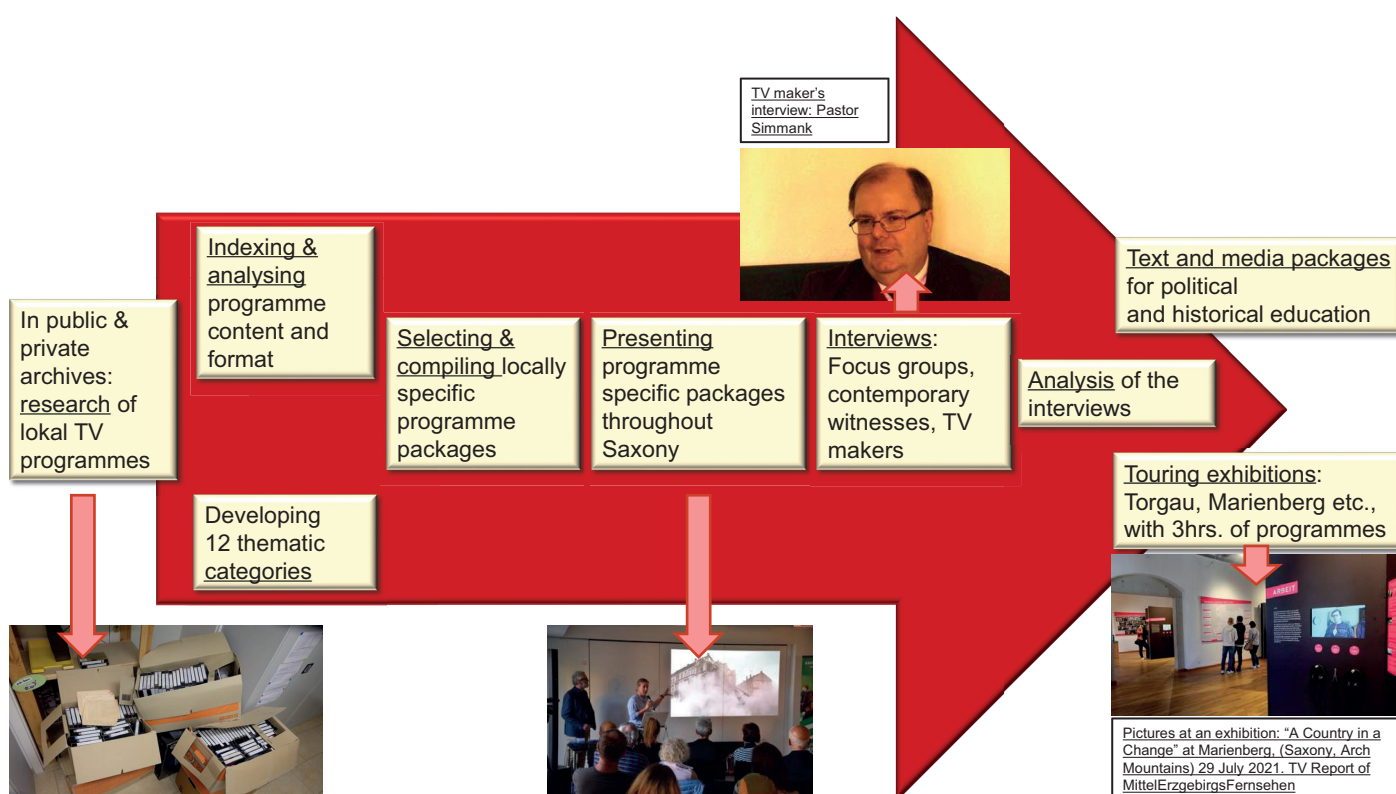 TV maker's
interview: Pastor
Simmank
In public &
private
archives:
research of
lokal TV
programmes
Indexing &
analysing
programme
content and
format
Developing
12 thematic
categories
Selecting &
compiling locally
specific
programme
packages
Presenting
programme
specific packages
throughout
Saxony
Interviews:
Focus groups,
contemporary
witnesses, TV
makers
Analysis of the
interviews
Text and media packages
for political
and historical education
Touring exhibitions:
Torgau, Marienberg etc.,
with 3hrs. of programmes
ARBEIT
Pictures at an exhibition: "A Country in a
Change" at Marienberg, (Saxony, Arch
Mountains) 29 July 2021. TV Report of
MittelErzgebirgsFernsehen